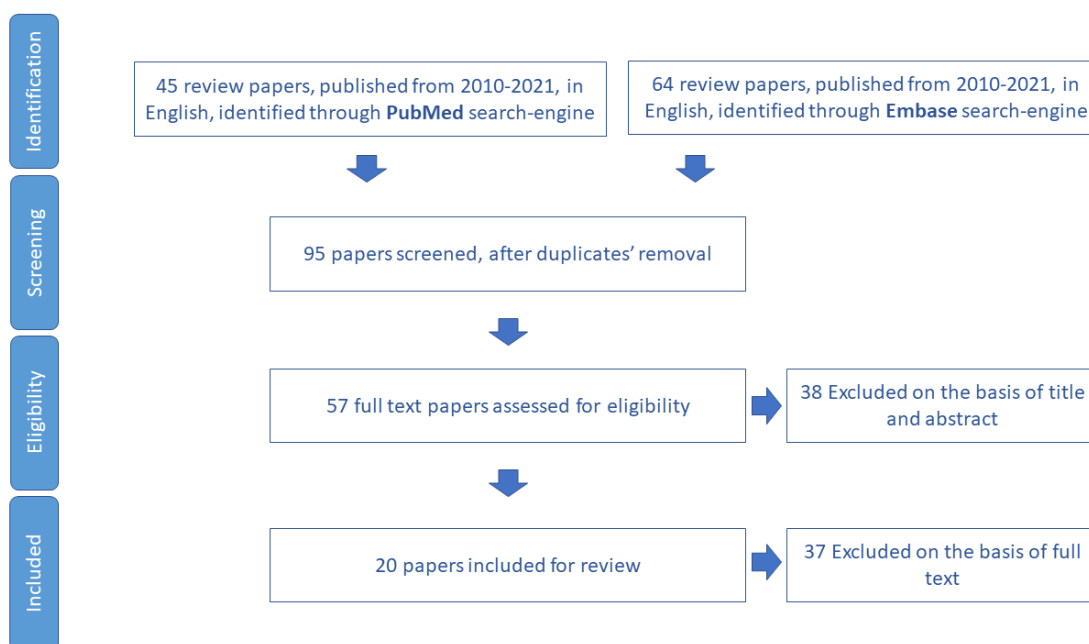 Identification
45 review papers, published from 2010-2021, in
English, identified through PubMed search-engine
64 review papers, published from 2010-2021, in
English, identified through Embase search-engine
Screening
95 papers screened, after duplicates’ removal
Eligibility
57 full text papers assessed for eligibility
38 Excluded on the basis of title
and abstract
Included
20 papers included for review
37 Excluded on the basis of full
text